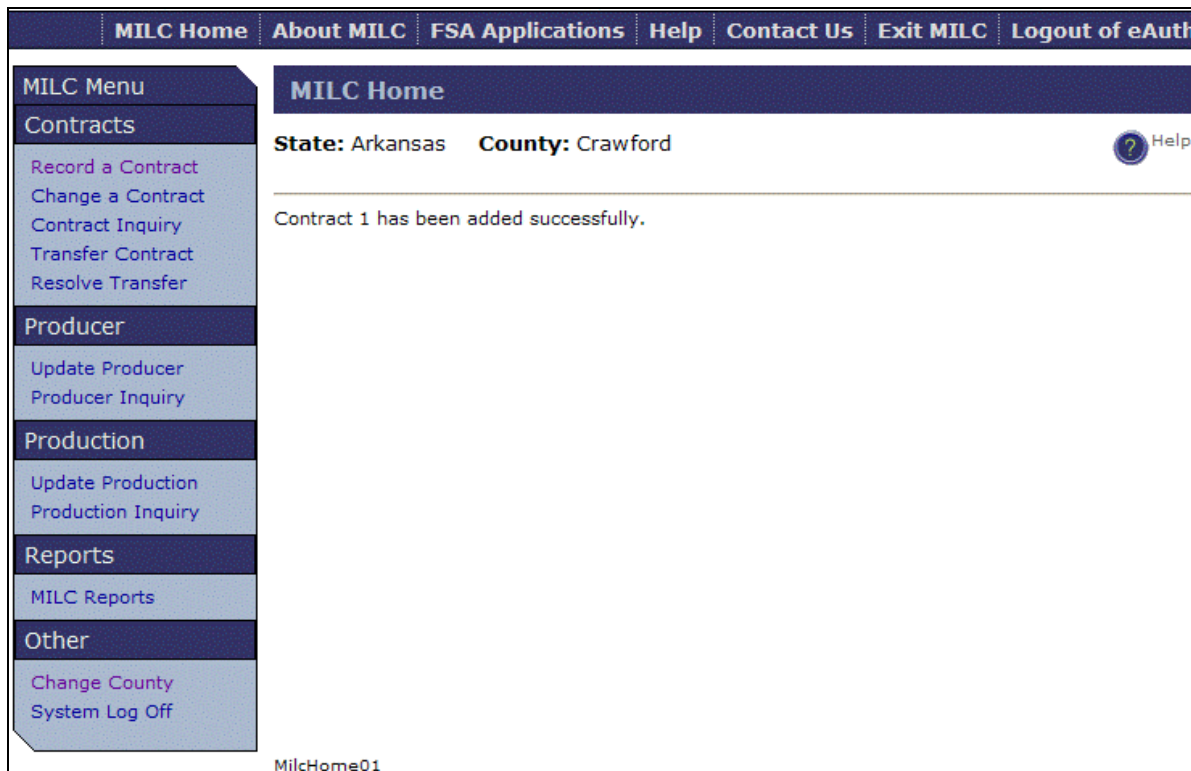 MILC Home About MILC FSA Applications Help Contact Us Exit MILC Logout of eAuth
MILC Menu
Contracts
Record a Contract
Change a Contract
Contract Inquiry
Transfer Contract
Resolve Transfer
Producer
Update Producer
Producer Inquiry
Production
Update Production
Production Inquiry
Reports
MILC Reports
Other
Change County
System Log Off
MILC Home
State: Arkansas County: Crawford
? Help
Contract 1 has been added successfully.
MilcHome01